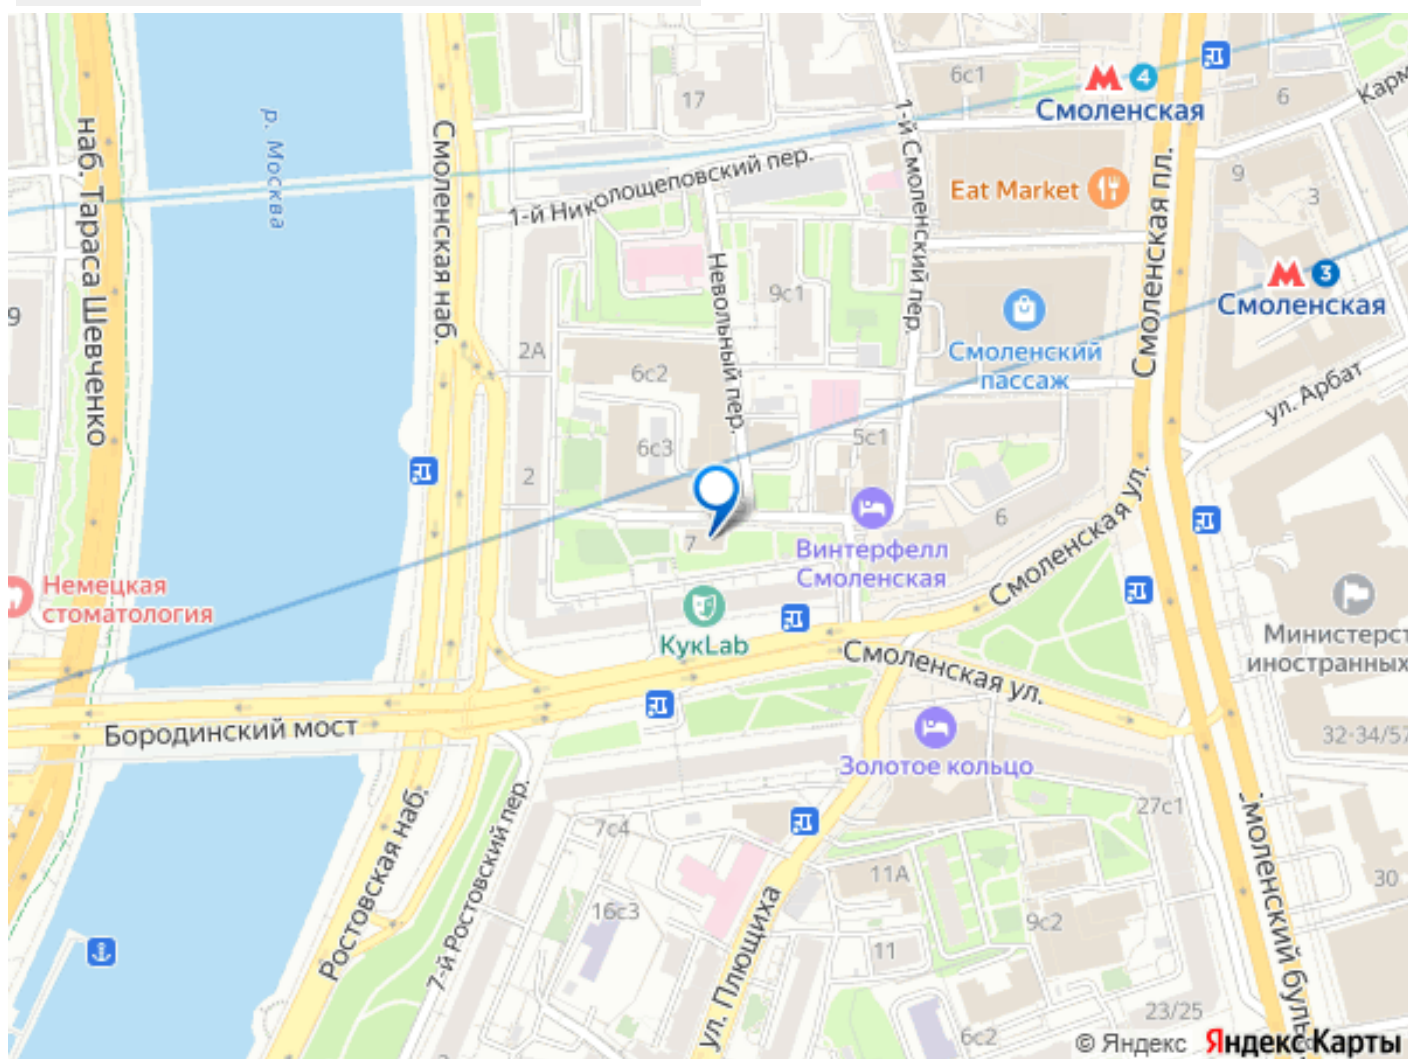 6с1
4
Смоленская
17
6
Карм
наб. Тараса Шевченко
р. Москва
Смоленская наб.
1-й Николощеповский пер.
1-й Смоленский пер.
Eat Market
Смоленская пл.
9
3
3
Смоленская
Невольный пер.
9с1
9
2А
6с2
Смоленский
пассаж
ул. Арбат
6с3
5с1
2
7
6
Винтерфелл
Смоленская
Смоленская ул.
Немецкая
стоматология
КукLab
Министерст
иностранных
Смоленская ул.
Бородинский мост
Золотое кольцо
32-34/57
27с1
7с4
Ростовская наб.
7-й Ростовский пер.
11А
16с3
ул. Плющиха
9с2
11
30
моленский буль
23/25
6с2
© Яндекс Яндекс Карты